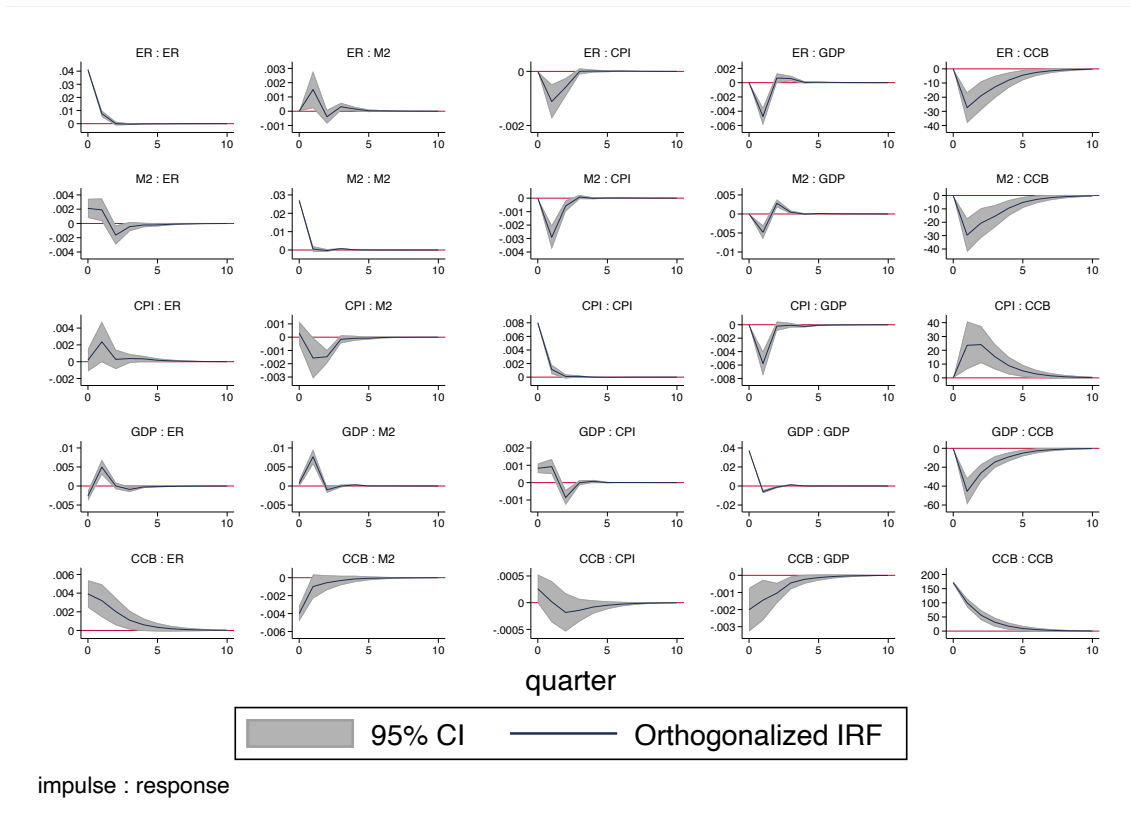 ER : ER
.04
.03
.02
.01
0
0 5 10
ER : M2
.003
.002
.001
0
-.001
0 5 10
ER : CPI
0
-.002
0 5 10
ER : GDP
.002
0
-.002
-.004
-.006
0 5 10
ER : CCB
0
-10
-20
-30
-40
0 5 10
M2 : ER
.004
.002
0
-.002
-.004
0 5 10
M2 : M2
.03
.02
.01
0
0 5 10
M2 : CPI
0
-.001
-.002
-.003
-.004
0 5 10
M2 : GDP
.005
0
-.005
-.01
0 5 10
M2 : CCB
0
-10
-20
-30
-40
0 5 10
CPI : ER
.004
.002
0
-.002
0 5 10
CPI : M2
.001
0
-.001
-.002
-.003
0 5 10
CPI : CPI
.008
.006
.004
.002
0
0 5 10
CPI : GDP
0
-.002
-.004
-.006
-.008
0 5 10
CPI : CCB
40
30
20
10
0
0 5 10
GDP : ER
.01
.005
0
-.005
0 5 10
GDP : M2
.01
.005
0
-.005
0 5 10
GDP : CPI
.002
.001
0
-.001
0 5 10
GDP : GDP
.04
.02
0
-.02
0 5 10
GDP : CCB
0
-20
-40
-60
0 5 10
CCB : ER
.006
.004
.002
0
0 5 10
CCB : M2
0
-.002
-.004
-.006
0 5 10
CCB : CPI
.0005
0
-.0005
0 5 10
CCB : GDP
0
-.001
-.002
-.003
0 5 10
CCB : CCB
200
150
100
50
0
0 5 10
quarter
95% CI Orthogonalized IRF
impulse : response